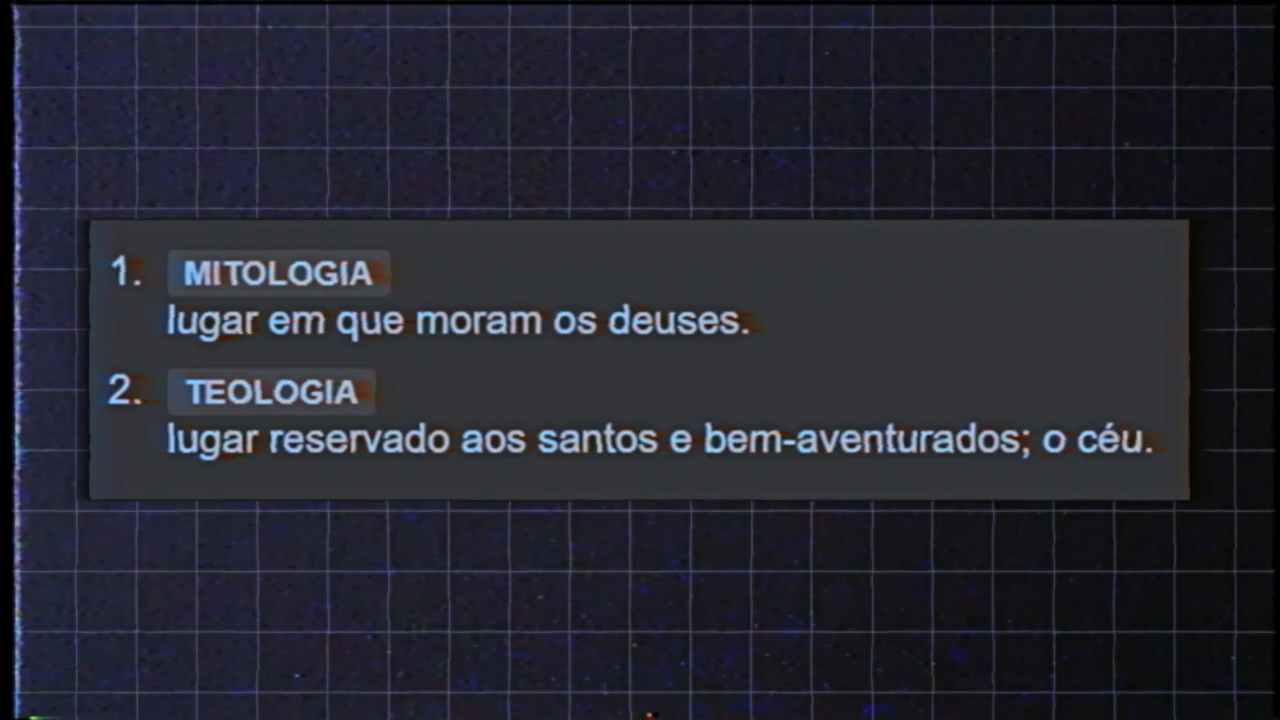 1. MITOLOGIA
lugar em que moram os deuses.
2. TEOLOGIA
lugar reservado aos santos e bem-aventurados; o céu.